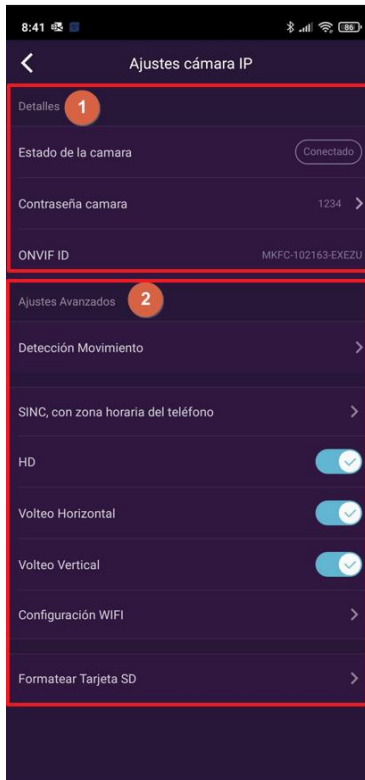 8:41
86
Ajustes cámara IP
Detalles 1
Estado de la camara Conectado
Contraseña camara 1234
ONVIF ID MKFC-102163-EXEZU
Ajustes Avanzados 2
Detección Movimiento
SINC, con zona horaria del teléfono
HD
Volteo Horizontal
Volteo Vertical
Configuración WIFI
Formatear Tarjeta SD